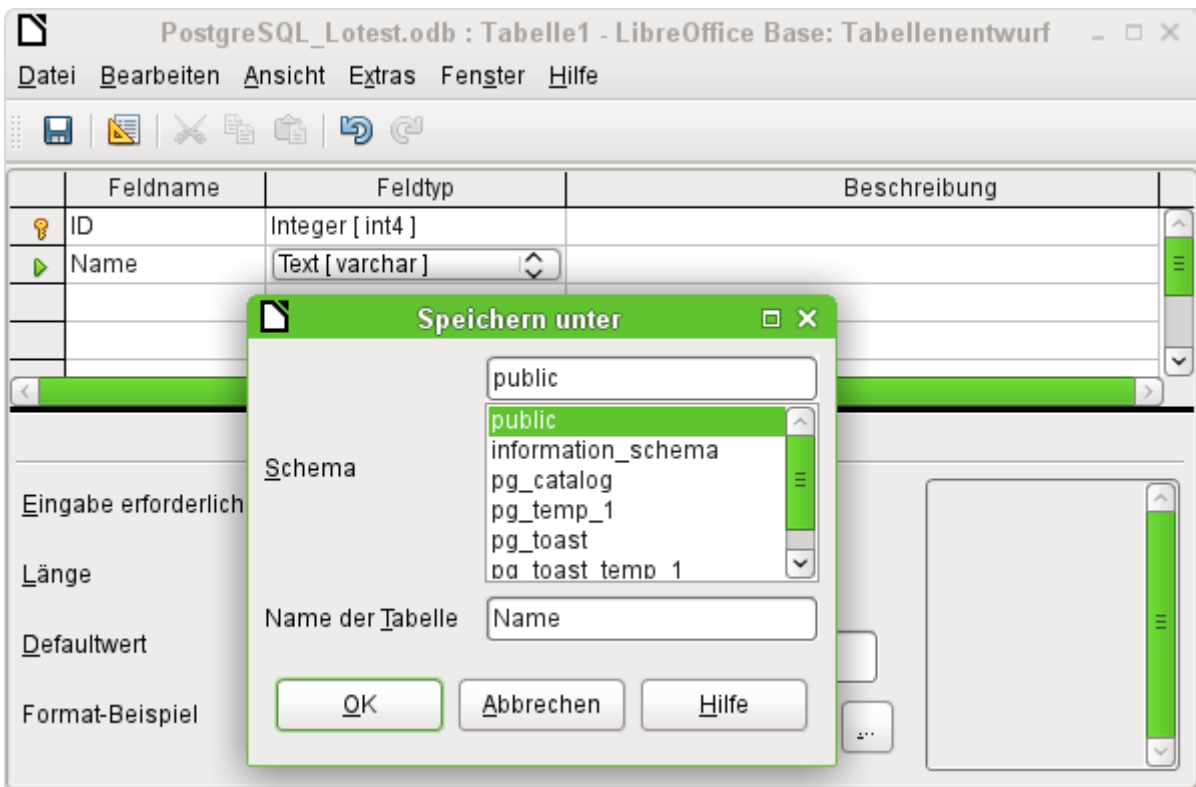 PostgreSQL_Lotest.odb : Tabelle1 - LibreOffice Base: Tabellenentwurf
Datei Bearbeiten Ansicht Extras Fenster Hilfe
Feldname Feldtyp Beschreibung
ID Integer [ int4 ]
Name Text [ varchar ]
Speichern unter
public
public
information_schema
pg_catalog
pg_temp_1
pg_toast
pg_toast_temp_1
Schema
Name der Tabelle Name
OK Abbrechen Hilfe
Eingabe erforderlich
Länge
Defaultwert
Format-Beispiel
...